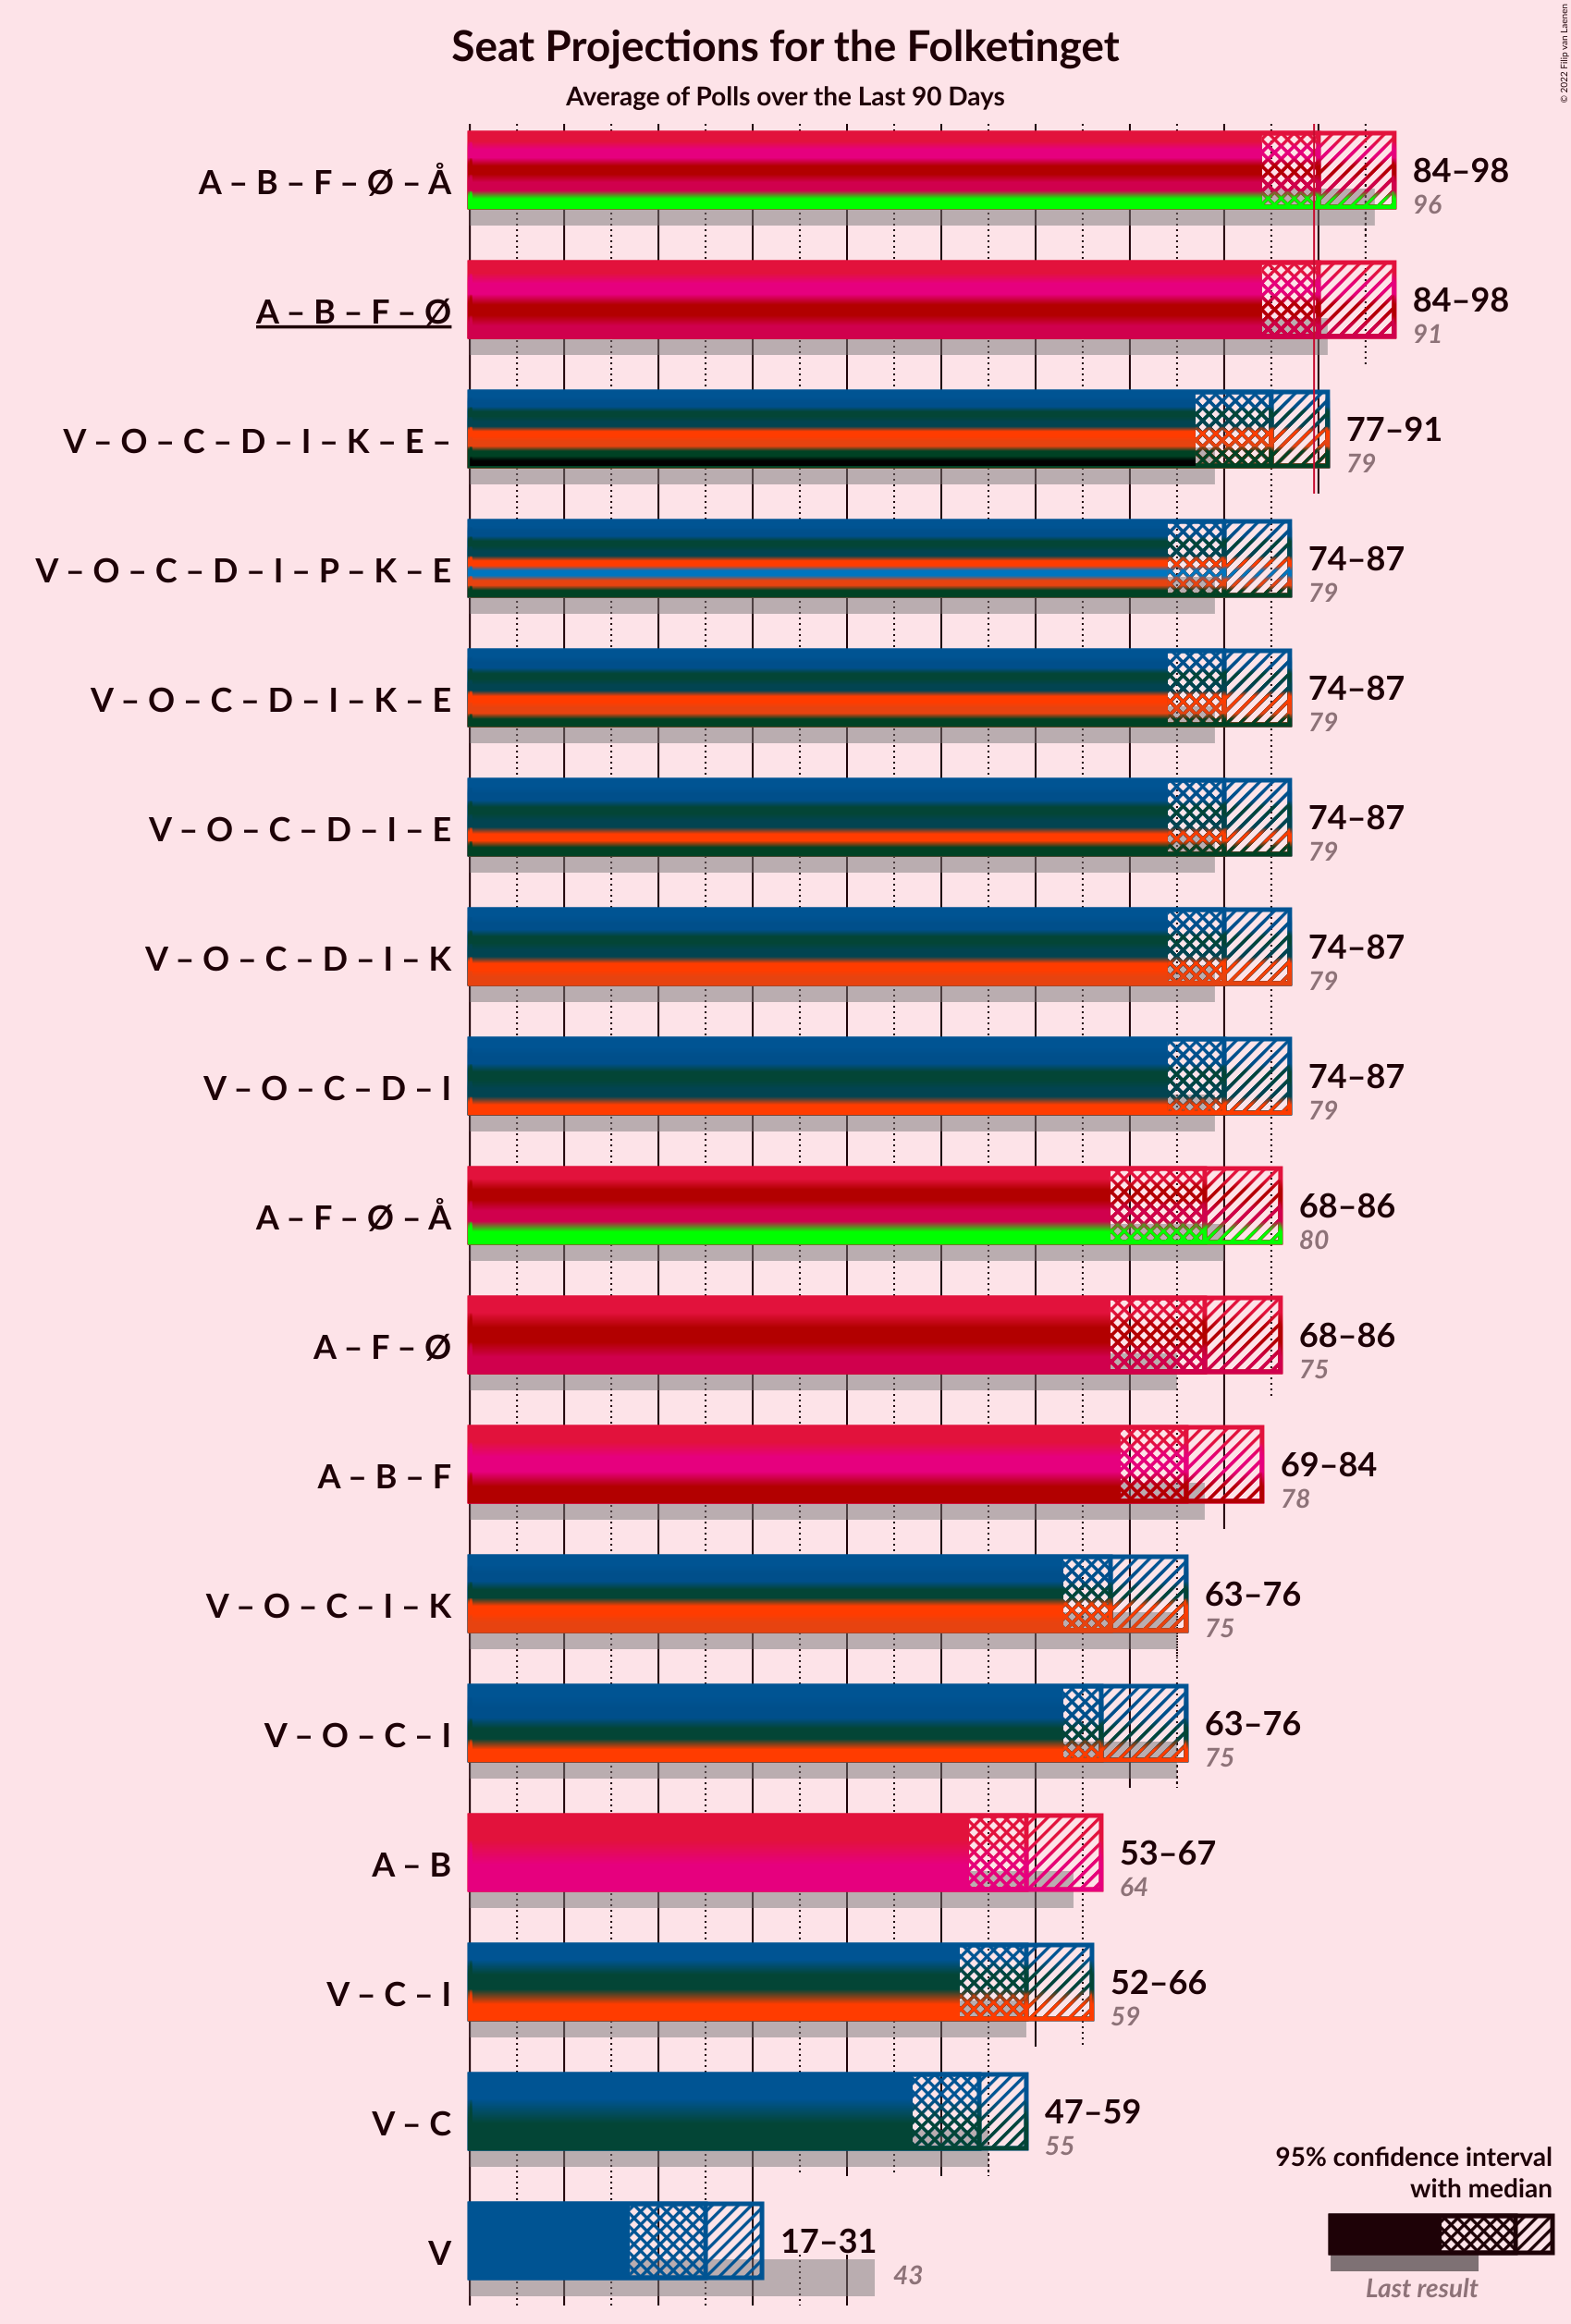 © 2022 Filip van Laenen
Seat Projections for the Folketinget
Average of Polls over the Last 90 Days
A – B – F – Ø – Å
84–98
96
A – B – F – Ø
84–98
91
V – O – C – D – I – K – E –
77–91
79
V – O – C – D – I – P – K – E
74–87
79
V – O – C – D – I – K – E
74–87
79
V – O – C – D – I – E
74–87
79
V – O – C – D – I – K
74–87
79
V – O – C – D – I
74–87
79
A – F – Ø – Å
68–86
80
A – F – Ø
68–86
75
A – B – F
69–84
78
V – O – C – I – K
63–76
75
V – O – C – I
63–76
75
A – B
53–67
64
V – C – I
52–66
59
V – C
47–59
55
V
17–31
43
95% confidence interval
with median
Last result